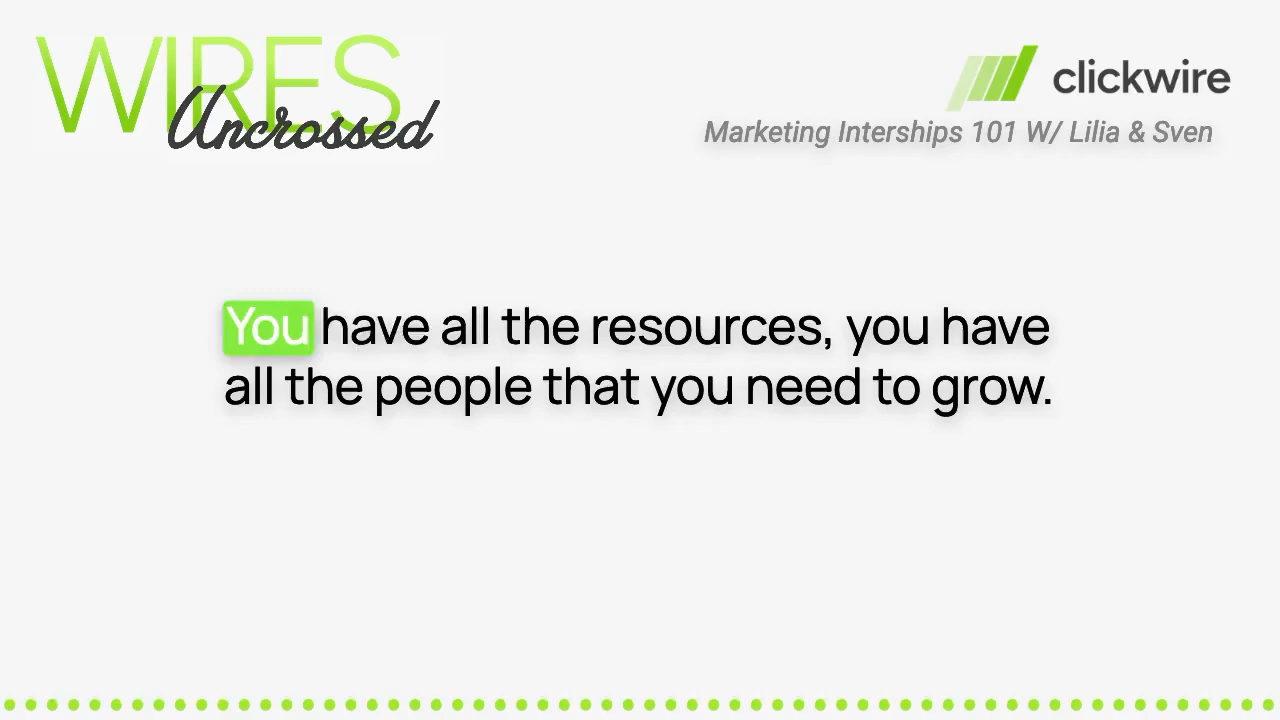 WIRES
Uncrossed
clickwire
Marketing Interships 101 W/ Lilia & Sven
You have all the resources, you have
all the people that you need to grow.